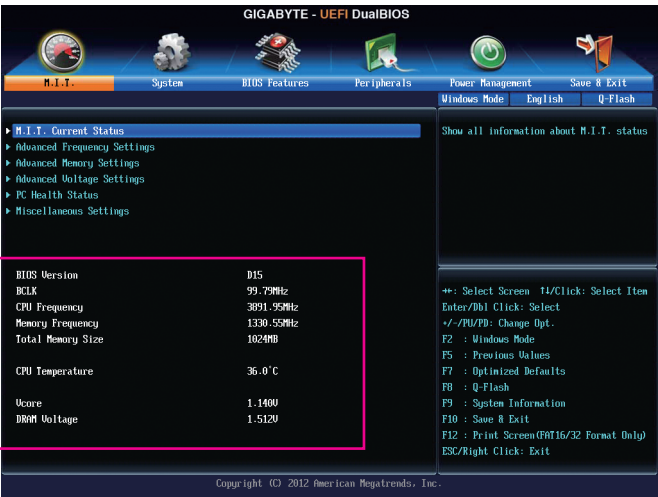 GIGABYTE - UEFI DualBIOS
M.I.T. System BIOS Features Peripherals Power Management Save & Exit
Windows Mode English Q-Flash
M.I.T. Current Status
Advanced Frequency Settings
Advanced Memory Settings
Advanced Voltage Settings
PC Health Status
Miscellaneous Settings
Show all information about M.I.T. status
BIOS Version D15
BCLK 99.79MHz
CPU Frequency 3891.95MHz
Memory Frequency 1330.55MHz
Total Memory Size 1024MB
CPU Temperature 36.0°C
Vcore 1.140V
DRAM Voltage 1.512V
→←: Select Screen ↑↓/Click: Select Item
Enter/Dbl Click: Select
+/-/PU/PD: Change Opt.
F2 : Windows Mode
F5 : Previous Values
F7 : Optimized Defaults
F8 : Q-Flash
F9 : System Information
F10 : Save & Exit
F12 : Print Screen(FAT16/32 Format Only)
ESC/Right Click: Exit
Copyright (C) 2012 American Megatrends, Inc.